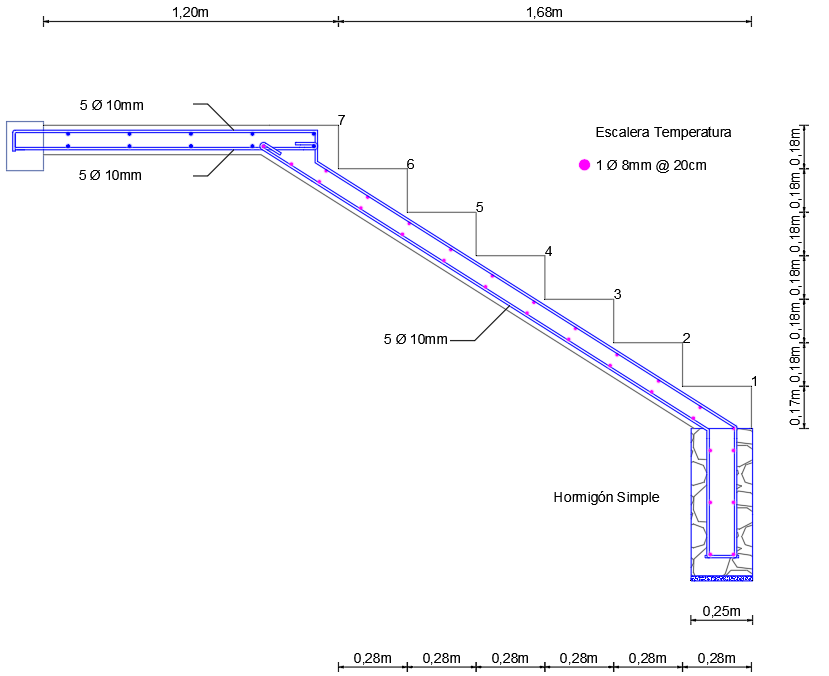 1,20m
1,68m
5 Ø 10mm
7
Escalera Temperatura
0,18m
6
1 Ø 8mm @ 20cm
5 Ø 10mm
0,18m
5
0,18m
4
0,18m
3
0,18m
5 Ø 10mm
2
0,18m
1
0,17m
Hormigón Simple
0,25m
0,28m
0,28m
0,28m
0,28m
0,28m
0,28m